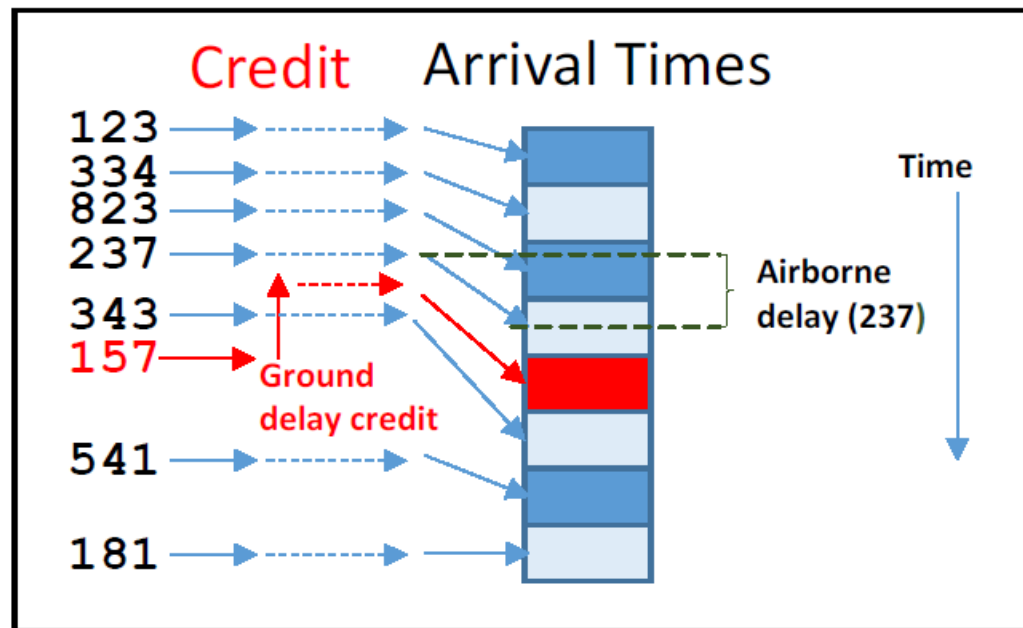 Credit Arrival Times
123
334
823
237
343
157
541
181
Ground
delay credit
Time
Airborne
delay (237)